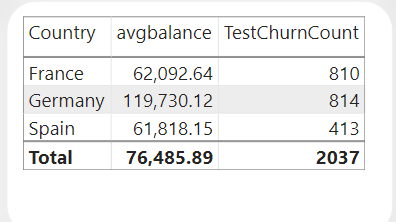 Country avgbalance TestChurnCount
France 62,092.64 810
Germany 119,730.12 814
Spain 61,818.15 413
Total 76,485.89 2037